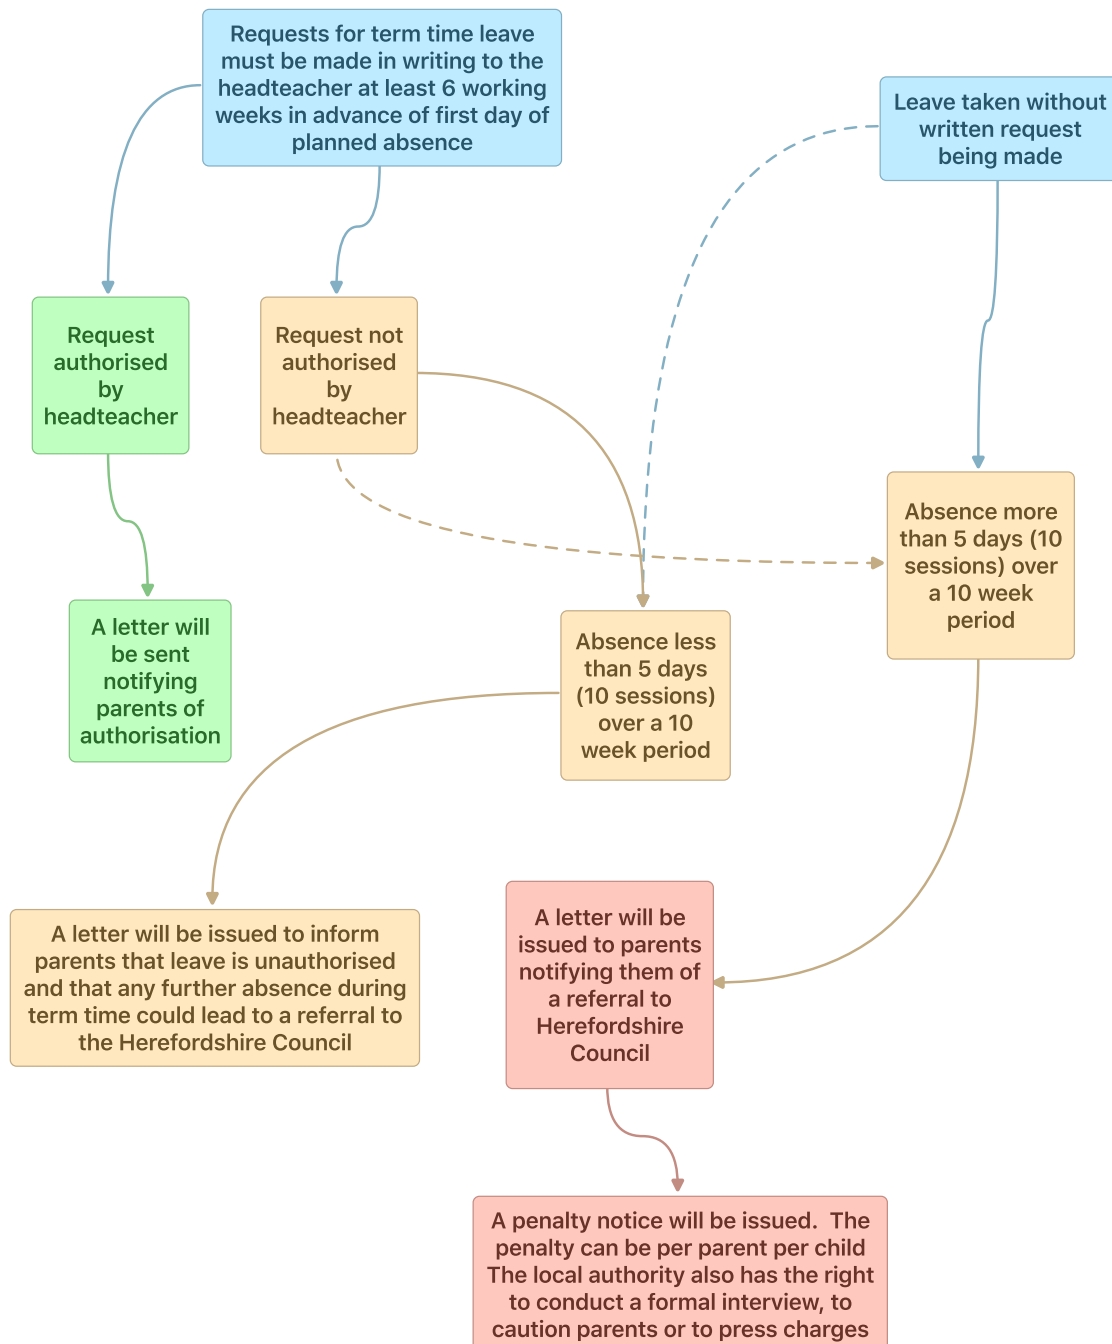 Requests for term time leave
must be made in writing to the
headteacher at least 6 working
weeks in advance of first day of
planned absence
Leave taken without
written request
being made
Request
authorised
by
headteacher
Request not
authorised
by
headteacher
Absence more
than 5 days (10
sessions) over
a 10 week
period
A letter will
be sent
notifying
parents of
authorisation
Absence less
than 5 days
(10 sessions)
over a 10
week period
A letter will be issued to inform
parents that leave is unauthorised
and that any further absence during
term time could lead to a referral to
the Herefordshire Council
A letter will be
issued to parents
notifying them of
a referral to
Herefordshire
Council
A penalty notice will be issued.  The
penalty can be per parent per child
The local authority also has the right
to conduct a formal interview, to
caution parents or to press charges